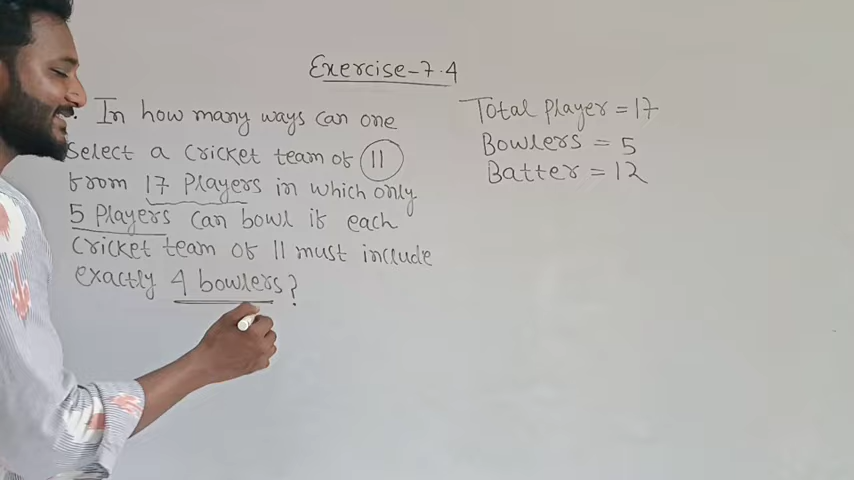 Exercise-7.4
In how many ways can one
Select a cricket team of 11
from 17 Players in which only
5 Players can bowl if each
cricket team of 11 must include
exactly 4 bowlers?
Total Player = 17
Bowlers = 5
Batter = 12